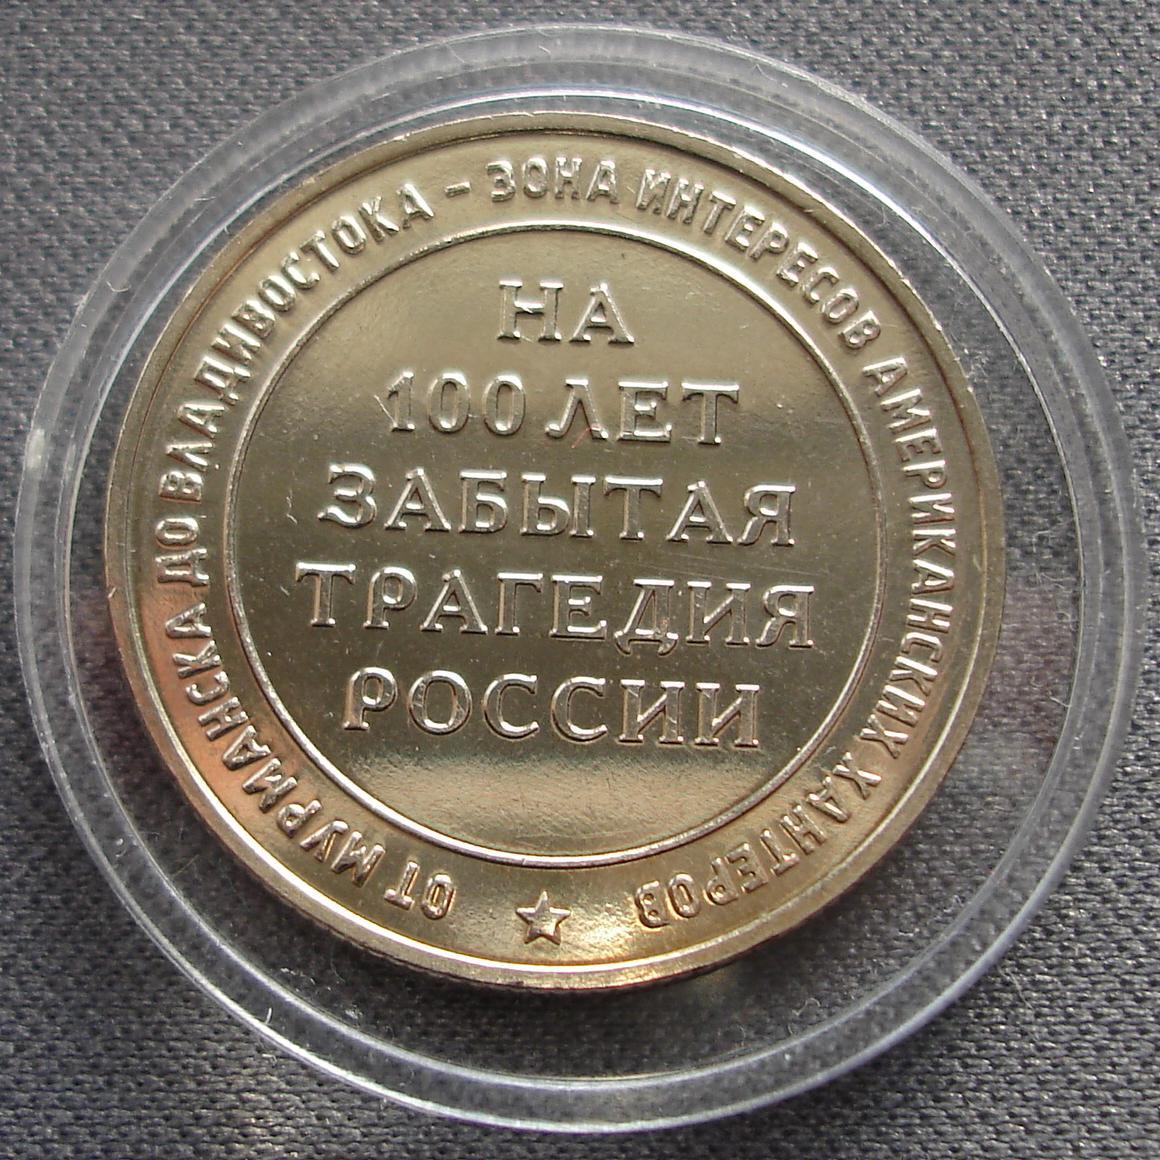 НА
100 ЛЕТ
ЗАБЫТАЯ
ТРАГЕДИЯ
РОССИИ
ОТ МУРМАНСКА ДО ВЛАДИВОСТОКА - ЗОНА ИНТЕРЕСОВ АМЕРИКАНСКИХ ХАНТЕРОВ